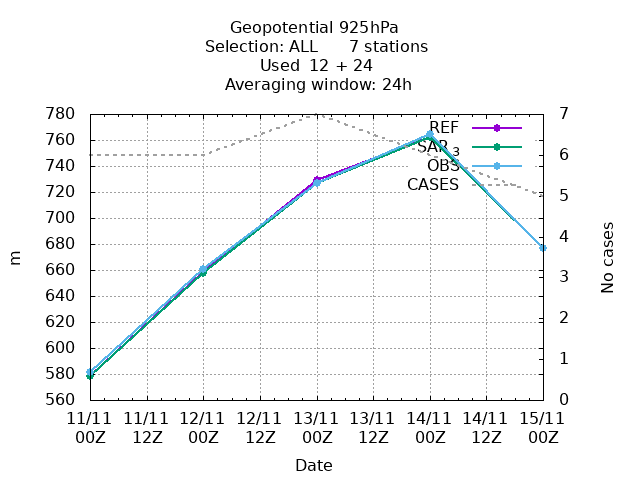 Geopotential 925hPa
Selection: ALL      7 stations
Used  12 + 24
Averaging window: 24h
780
760
740
720
700
680
660
640
620
600
580
560
m
7
6
5
4
3
2
1
0
No cases
REF
SAR_3
OBS
CASES
11/11 11/11 12/11 12/11 13/11 13/11 14/11 14/11 15/11
00Z 12Z 00Z 12Z 00Z 12Z 00Z 12Z 00Z
Date